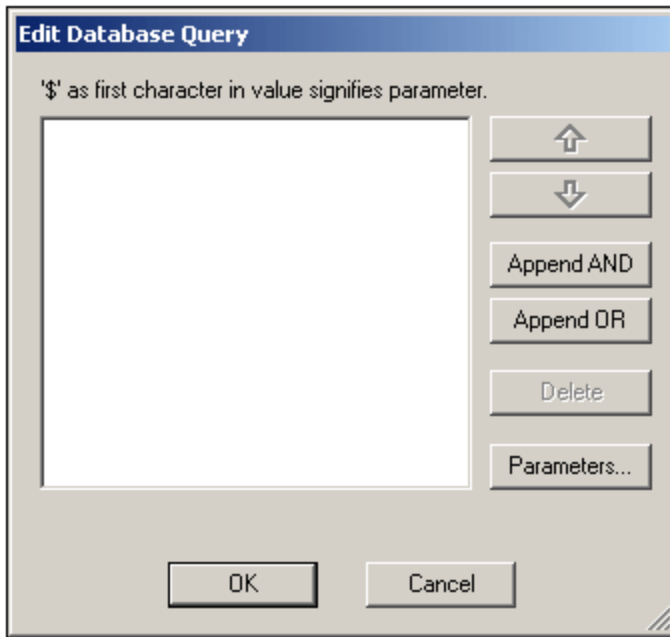 Edit Database Query
'$' as first character in value signifies parameter.
Append AND
Append OR
Delete
Parameters...
OK
Cancel